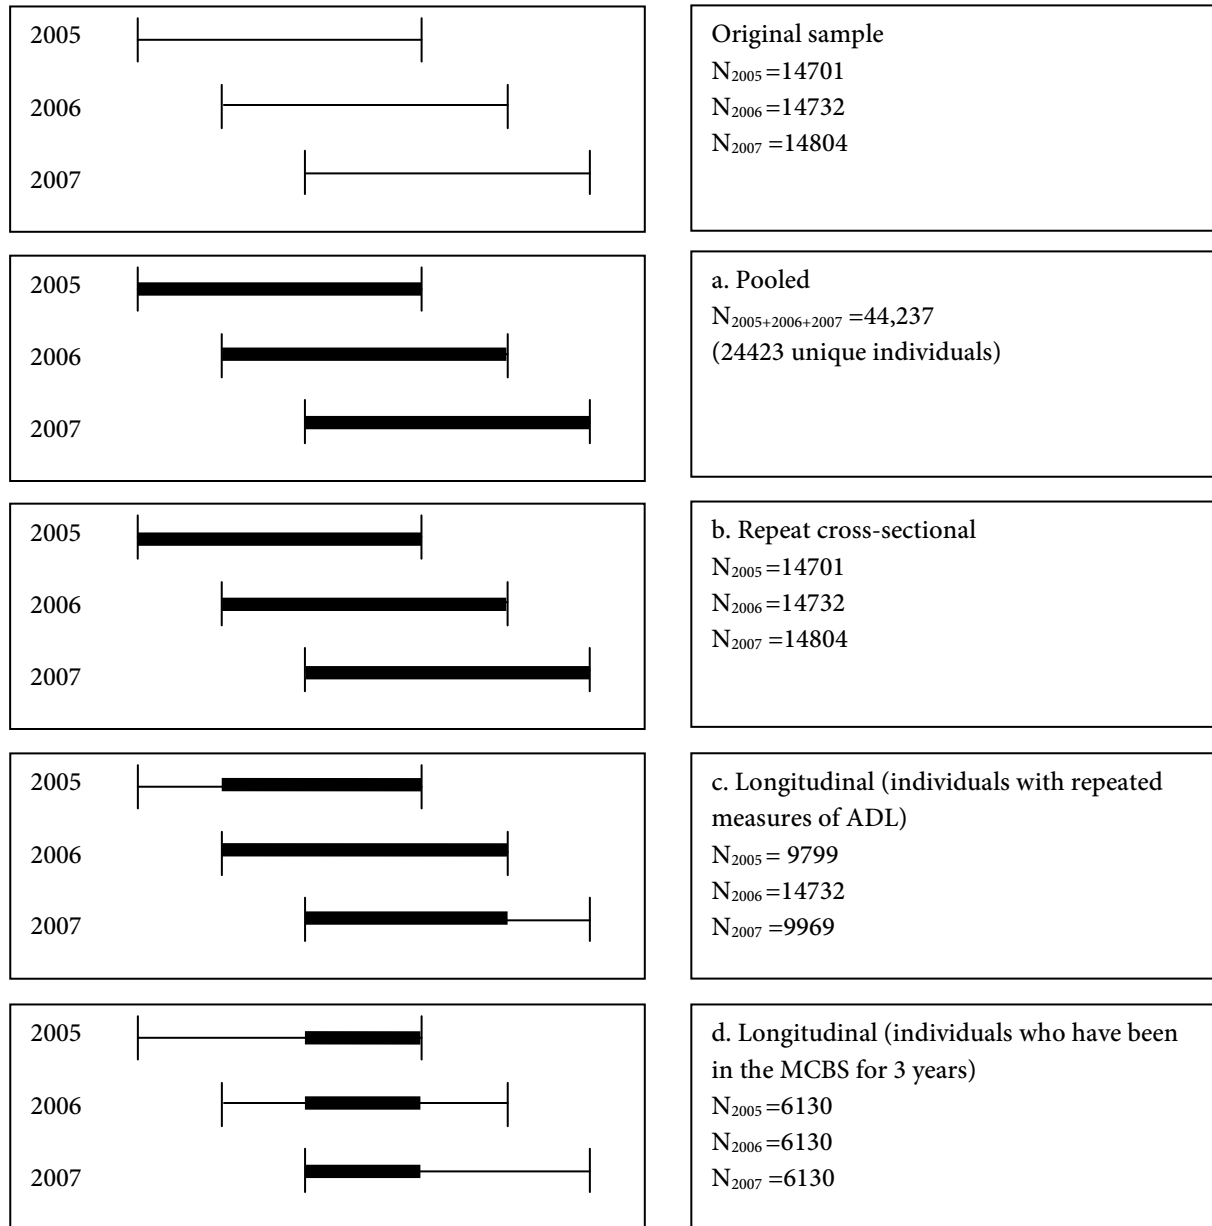 2005
2006
2007
Original sample
N2005 =14701
N2006 =14732
N2007 =14804
2005
2006
2007
a. Pooled
N2005+2006+2007 =44,237
(24423 unique individuals)
2005
2006
2007
b. Repeat cross-sectional
N2005 =14701
N2006 =14732
N2007 =14804
2005
2006
2007
c. Longitudinal (individuals with repeated
measures of ADL)
N2005 = 9799
N2006 =14732
N2007 =9969
2005
2006
2007
d. Longitudinal (individuals who have been
in the MCBS for 3 years)
N2005 =6130
N2006 =6130
N2007 =6130